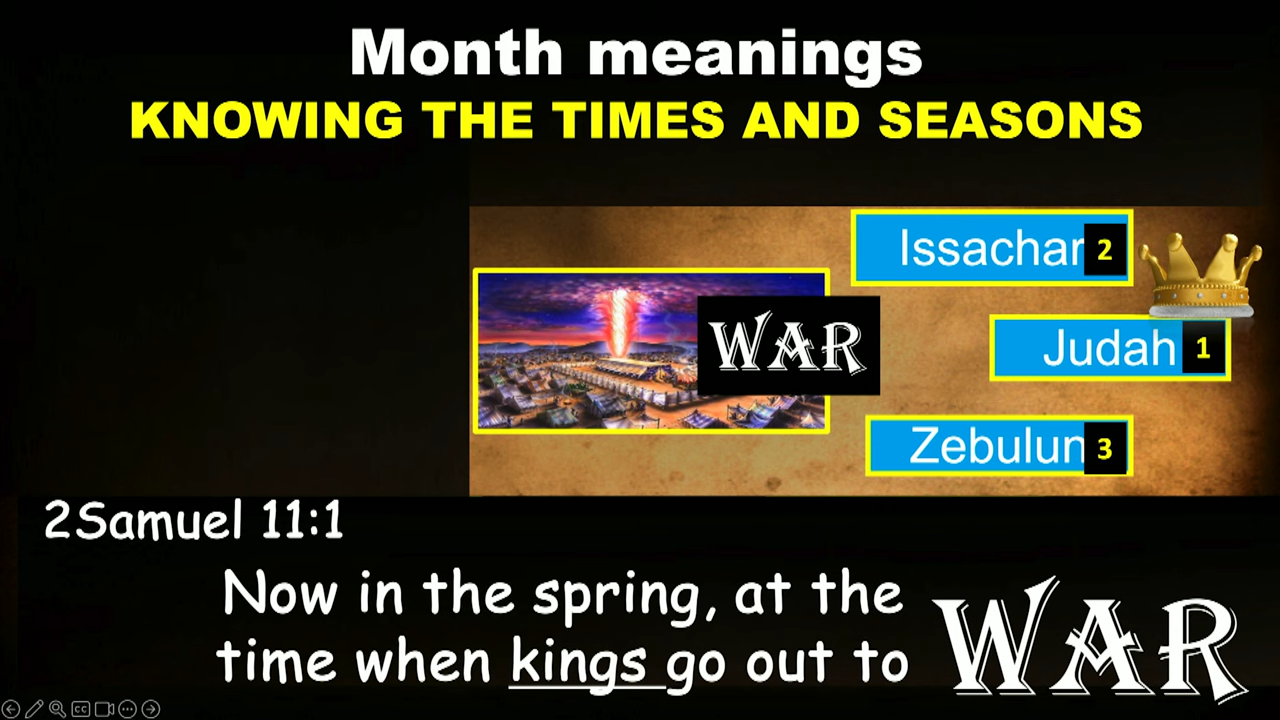 Month meanings
KNOWING THE TIMES AND SEASONS
Issachar 2
WAR
Judah 1
Zebulun 3
2Samuel 11:1
Now in the spring, at the
time when kings go out to WAR
CC